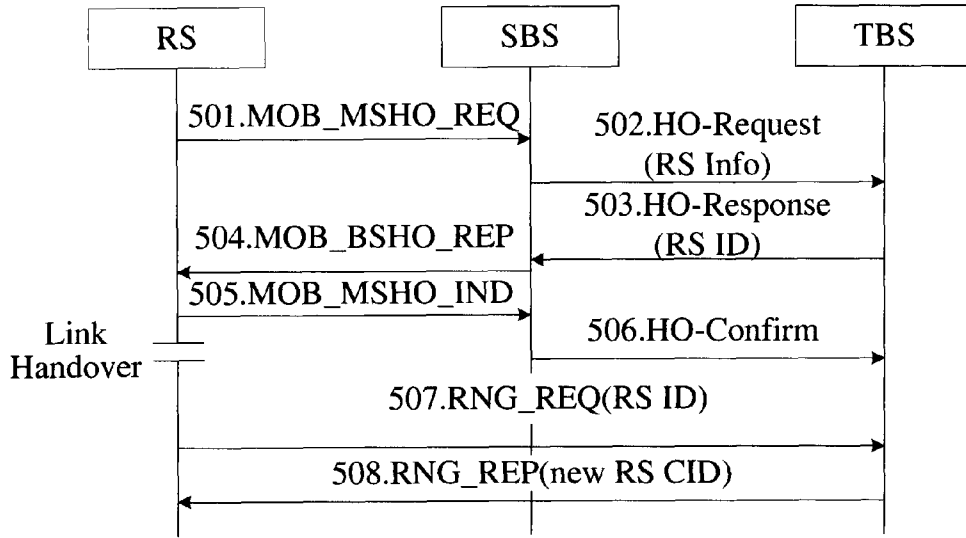 RS
SBS
TBS
501.MOB_MSHO_REQ
502.HO-Request
(RS Info)
503.HO-Response
(RS ID)
504.MOB_BSHO_REP
505.MOB_MSHO_IND
506.HO-Confirm
Link
Handover
507.RNG_REQ(RS ID)
508.RNG_REP(new RS CID)